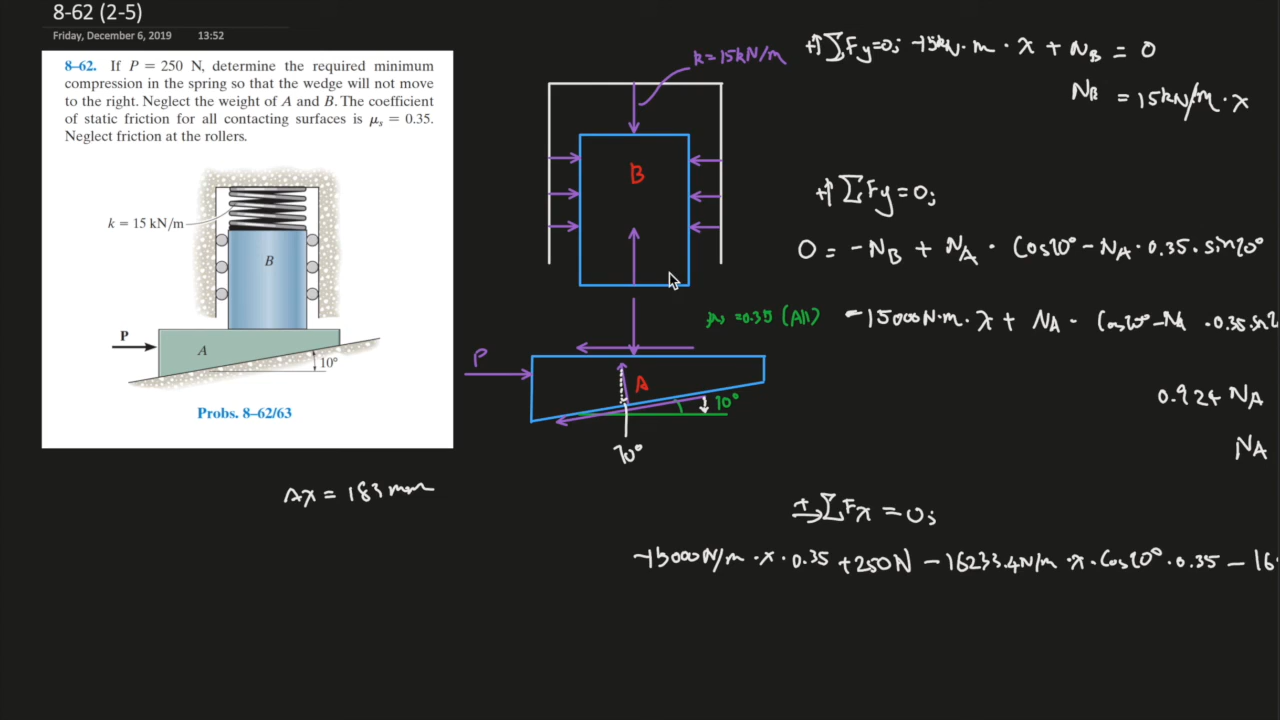 8-62 (2-5)
Friday, December 6, 2019 13:52
8–62. If P = 250 N, determine the required minimum
compression in the spring so that the wedge will not move
to the right. Neglect the weight of A and B. The coefficient
of static friction for all contacting surfaces is μs = 0.35.
Neglect friction at the rollers.
k = 15 kN/m
B
P
A
10°
Probs. 8–62/63
Δx = 183 mm
k = 15kN/m
B
μs = 0.35 (All)
P
A
10°
70°
+↑ ΣFy=0; -15kN·m · x + NB = 0
NB = 15kN/m · x
+↑ ΣFy=0;
0 = -NB + NA · Cos10° - NA · 0.35 · sin10°
-15000N·m · x + NA · Cos10° - NA · 0.35 · sin
0.924 NA
NA
+→ ΣFx = 0;
-15000N/m · x · 0.35 + 250N - 16233.4N/m · x · Cos10° · 0.35 - 16